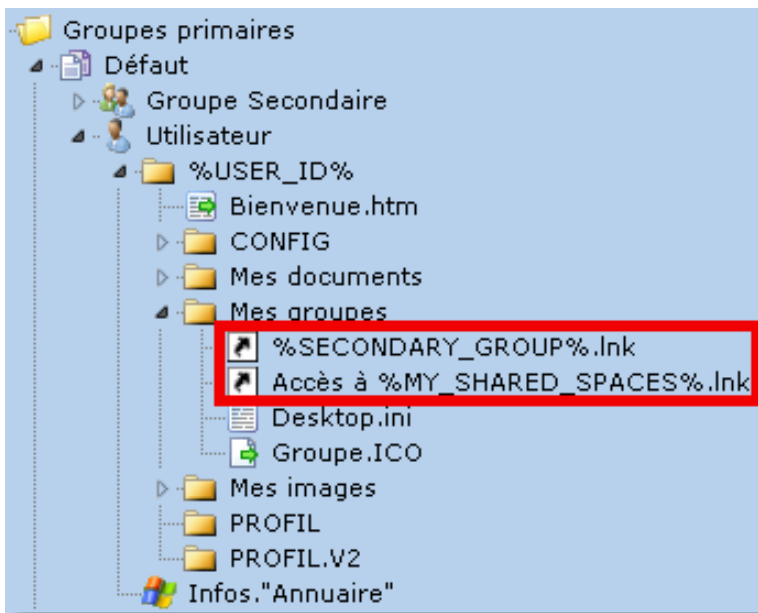 Groupes primaires
Défaut
Groupe Secondaire
Utilisateur
%USER_ID%
Bienvenue.htm
CONFIG
Mes documents
Mes groupes
%SECONDARY_GROUP%.lnk
Accès à %MY_SHARED_SPACES%.lnk
Desktop.ini
Groupe.ICO
Mes images
PROFIL
PROFIL.V2
Infos."Annuaire"